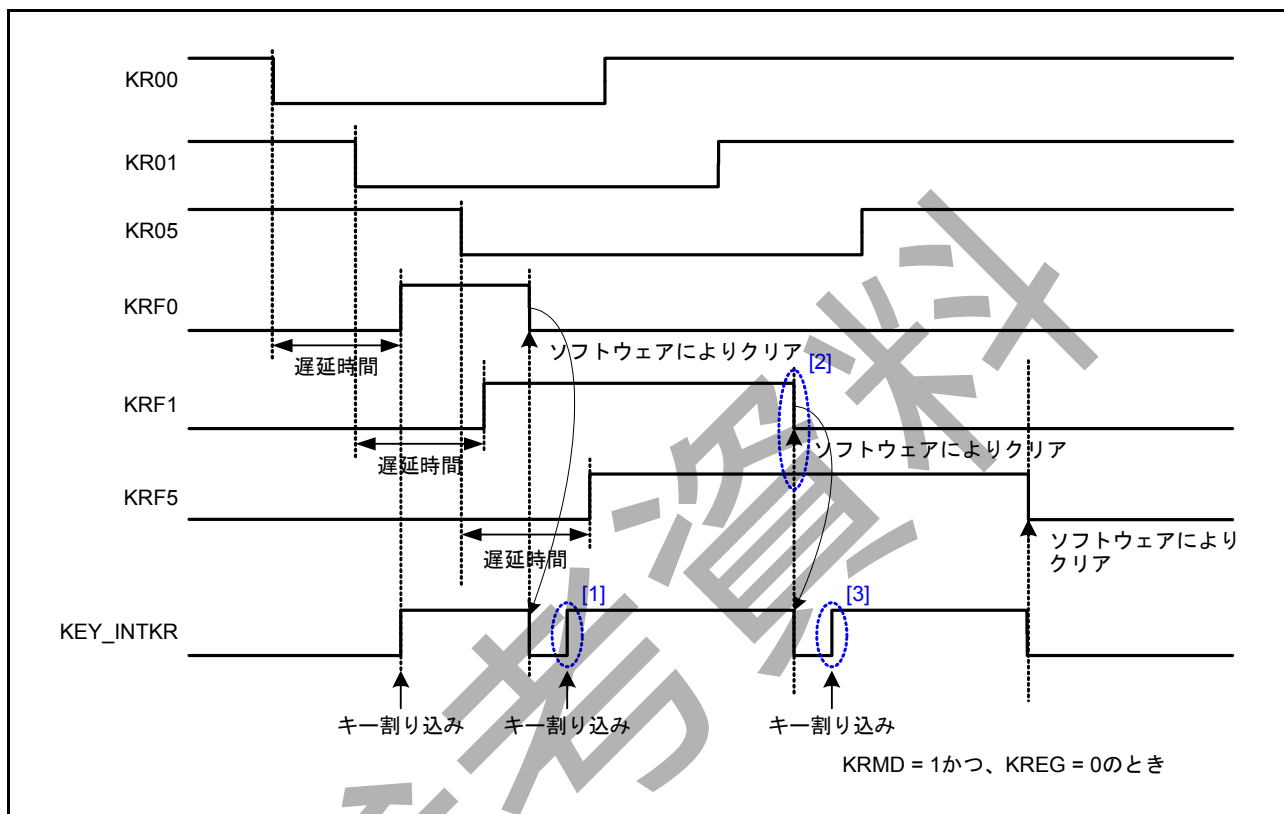 KR00
KR01
KR05
KRF0
遅延時間
ソフトウェアによりクリア
[2]
KRF1
遅延時間
ソフトウェアによりクリア
KRF5
遅延時間
ソフトウェアにより
クリア
[1]
[3]
KEY_INTKR
キー割り込み
キー割り込み
キー割り込み
KRMD = 1かつ、KREG = 0のとき
考資料